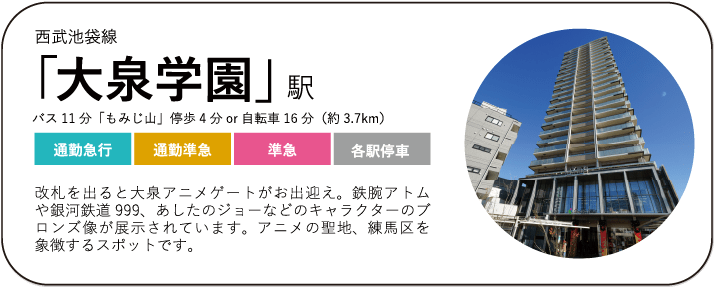 西武池袋線
「大泉学園」駅
バス 11 分「もみじ山」停歩 4 分 or 自転車 16 分（約 3.7km）
通勤急行 通勤準急 準急 各駅停車
改札を出ると大泉アニメゲートがお出迎え。鉄腕アトム
や銀河鉄道 999、あしたのジョーなどのキャラクターのブ
ロンズ像が展示されています。アニメの聖地、練馬区を
象徴するスポットです。